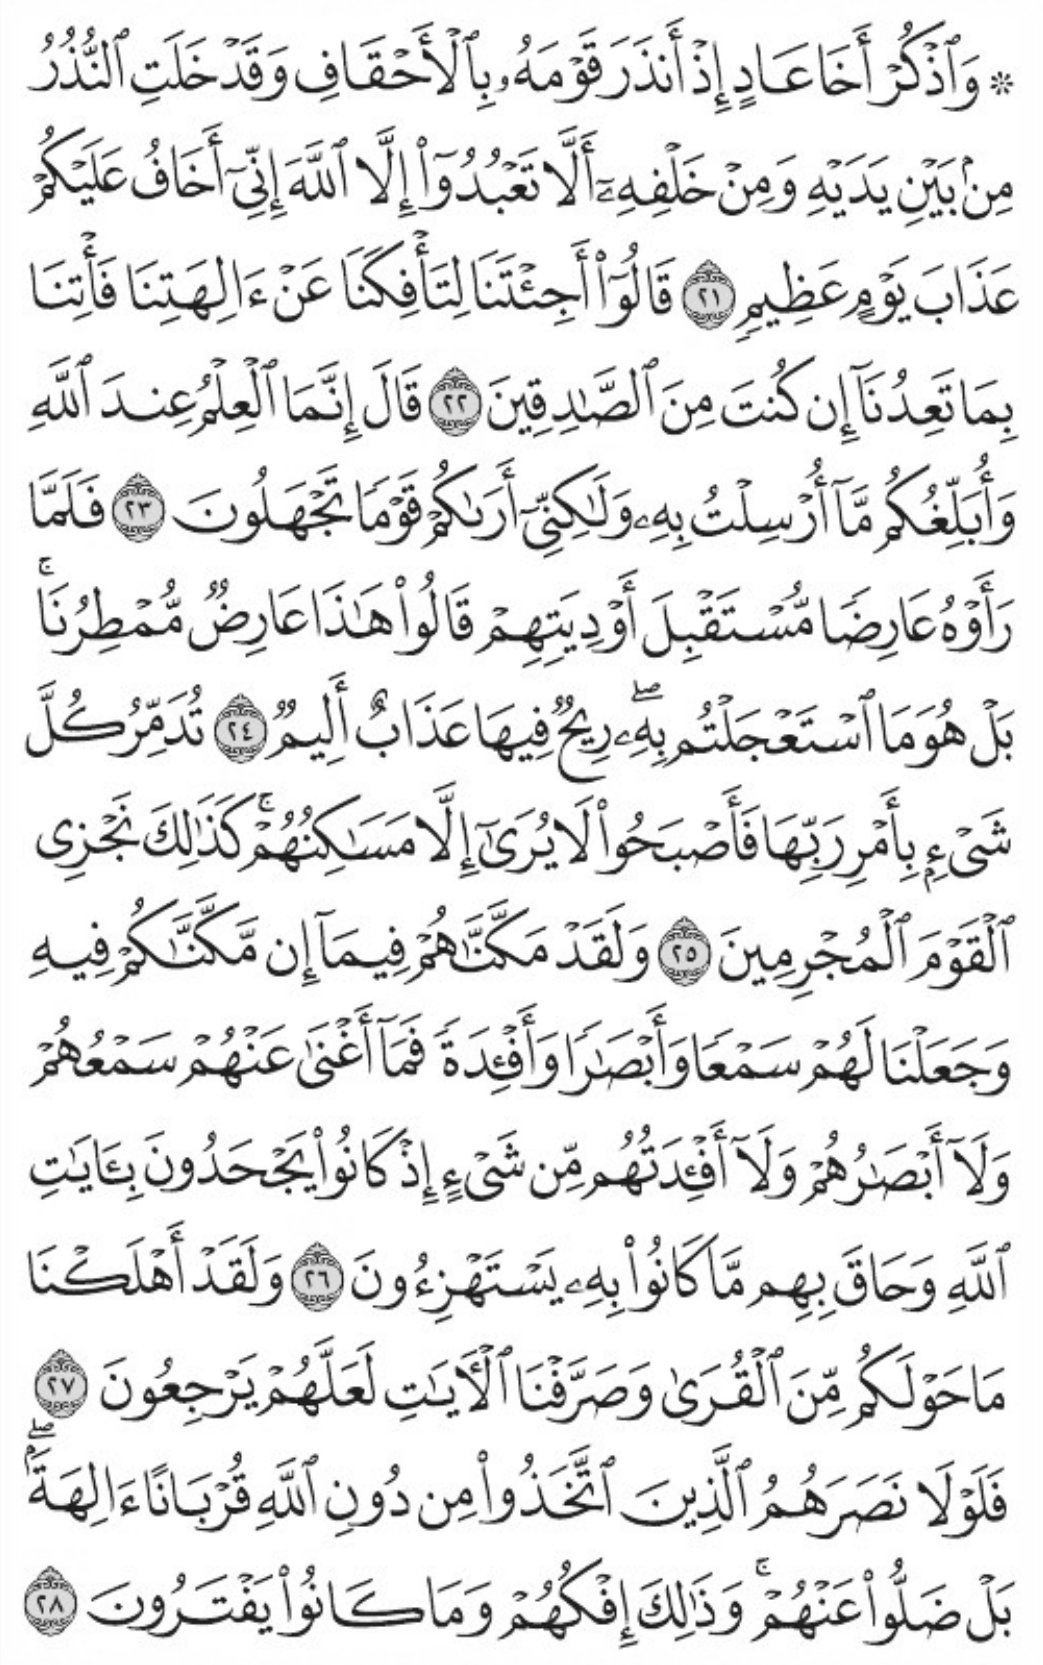 ۞ وَٱذْكُرْ أَخَا عَادٍ إِذْ أَنذَرَ قَوْمَهُۥ بِٱلْأَحْقَافِ وَقَدْ خَلَتِ ٱلنُّذُرُ
مِنۢ بَيْنِ يَدَيْهِ وَمِنْ خَلْفِهِۦٓ أَلَّا تَعْبُدُوٓا۟ إِلَّا ٱللَّهَ إِنِّىٓ أَخَافُ عَلَيْكُمْ
عَذَابَ يَوْمٍ عَظِيمٍ ٢١ قَالُوٓا۟ أَجِئْتَنَا لِتَأْفِكَنَا عَنْ ءَالِهَتِنَا فَأْتِنَا
بِمَا تَعِدُنَآ إِن كُنتَ مِنَ ٱلصَّٰدِقِينَ ٢٢ قَالَ إِنَّمَا ٱلْعِلْمُ عِندَ ٱللَّهِ
وَأُبَلِّغُكُم مَّآ أُرْسِلْتُ بِهِۦ وَلَٰكِنِّىٓ أَرَىٰكُمْ قَوْمًا تَجْهَلُونَ ٢٣ فَلَمَّا
رَأَوْهُ عَارِضًا مُّسْتَقْبِلَ أَوْدِيَتِهِمْ قَالُوا۟ هَٰذَا عَارِضٌ مُّمْطِرُنَا ۚ
بَلْ هُوَ مَا ٱسْتَعْجَلْتُم بِهِۦ ۖ رِيحٌ فِيهَا عَذَابٌ أَلِيمٌ ٢٤ تُدَمِّرُ كُلَّ
شَىْءٍۭ بِأَمْرِ رَبِّهَا فَأَصْبَحُوا۟ لَا يُرَىٰٓ إِلَّا مَسَٰكِنُهُمْ ۚ كَذَٰلِكَ نَجْزِى
ٱلْقَوْمَ ٱلْمُجْرِمِينَ ٢٥ وَلَقَدْ مَكَّنَّٰهُمْ فِيمَآ إِن مَّكَّنَّٰكُمْ فِيهِ
وَجَعَلْنَا لَهُمْ سَمْعًا وَأَبْصَٰرًا وَأَفْـِٔدَةً فَمَآ أَغْنَىٰ عَنْهُمْ سَمْعُهُمْ
وَلَآ أَبْصَٰرُهُمْ وَلَآ أَفْـِٔدَتُهُم مِّن شَىْءٍ إِذْ كَانُوا۟ يَجْحَدُونَ بِـَٔايَٰتِ
ٱللَّهِ وَحَاقَ بِهِم مَّا كَانُوا۟ بِهِۦ يَسْتَهْزِءُونَ ٢٦ وَلَقَدْ أَهْلَكْنَا
مَا حَوْلَكُم مِّنَ ٱلْقُرَىٰ وَصَرَّفْنَا ٱلْـَٔايَٰتِ لَعَلَّهُمْ يَرْجِعُونَ ٢٧
فَلَوْلَا نَصَرَهُمُ ٱلَّذِينَ ٱتَّخَذُوا۟ مِن دُونِ ٱللَّهِ قُرْبَانًا ءَالِهَةًۢ ۖ
بَلْ ضَلُّوا۟ عَنْهُمْ ۚ وَذَٰلِكَ إِفْكُهُمْ وَمَا كَانُوا۟ يَفْتَرُونَ ٢٨